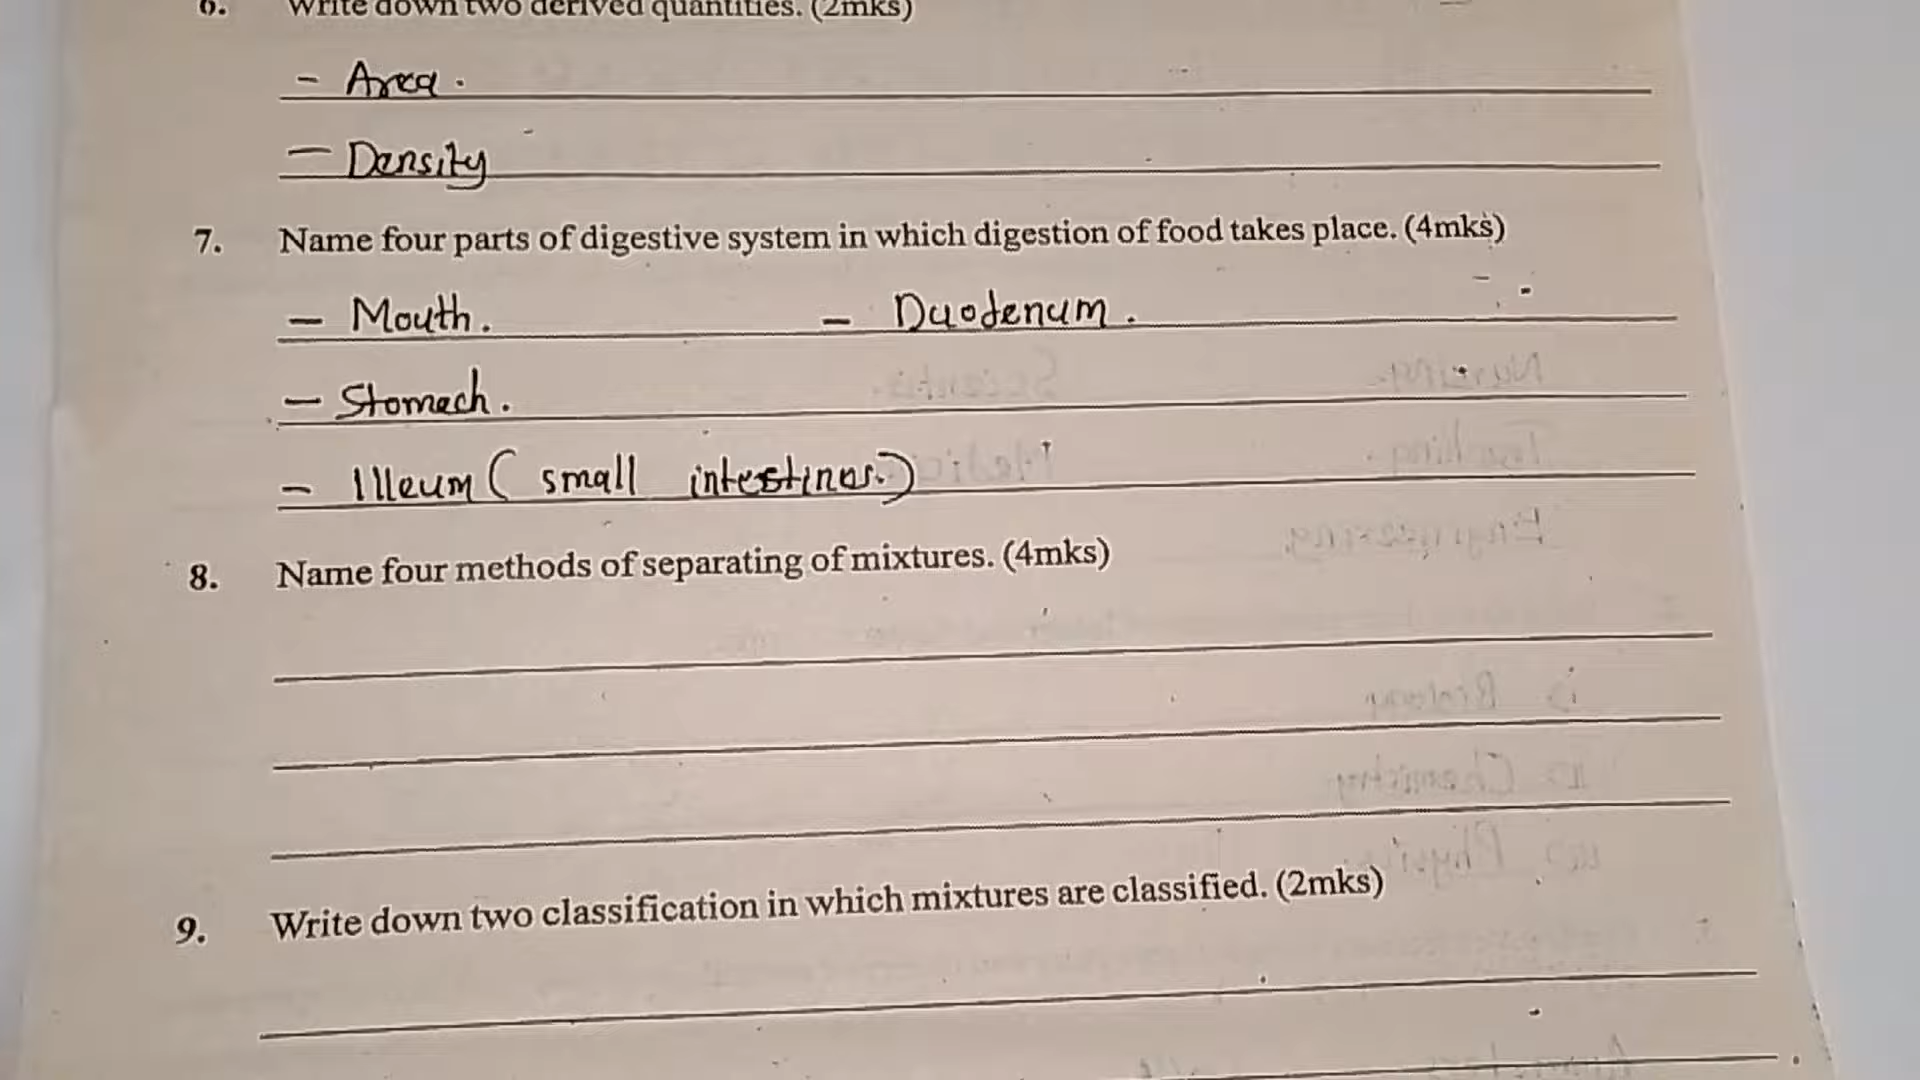 6. Write down two derived quantities. (2mks)
- Area.
- Density
7. Name four parts of digestive system in which digestion of food takes place. (4mks)
- Mouth. - Duodenum.
- Stomach.
- Illeum (small intestines.)
8. Name four methods of separating of mixtures. (4mks)
9. Write down two classification in which mixtures are classified. (2mks)